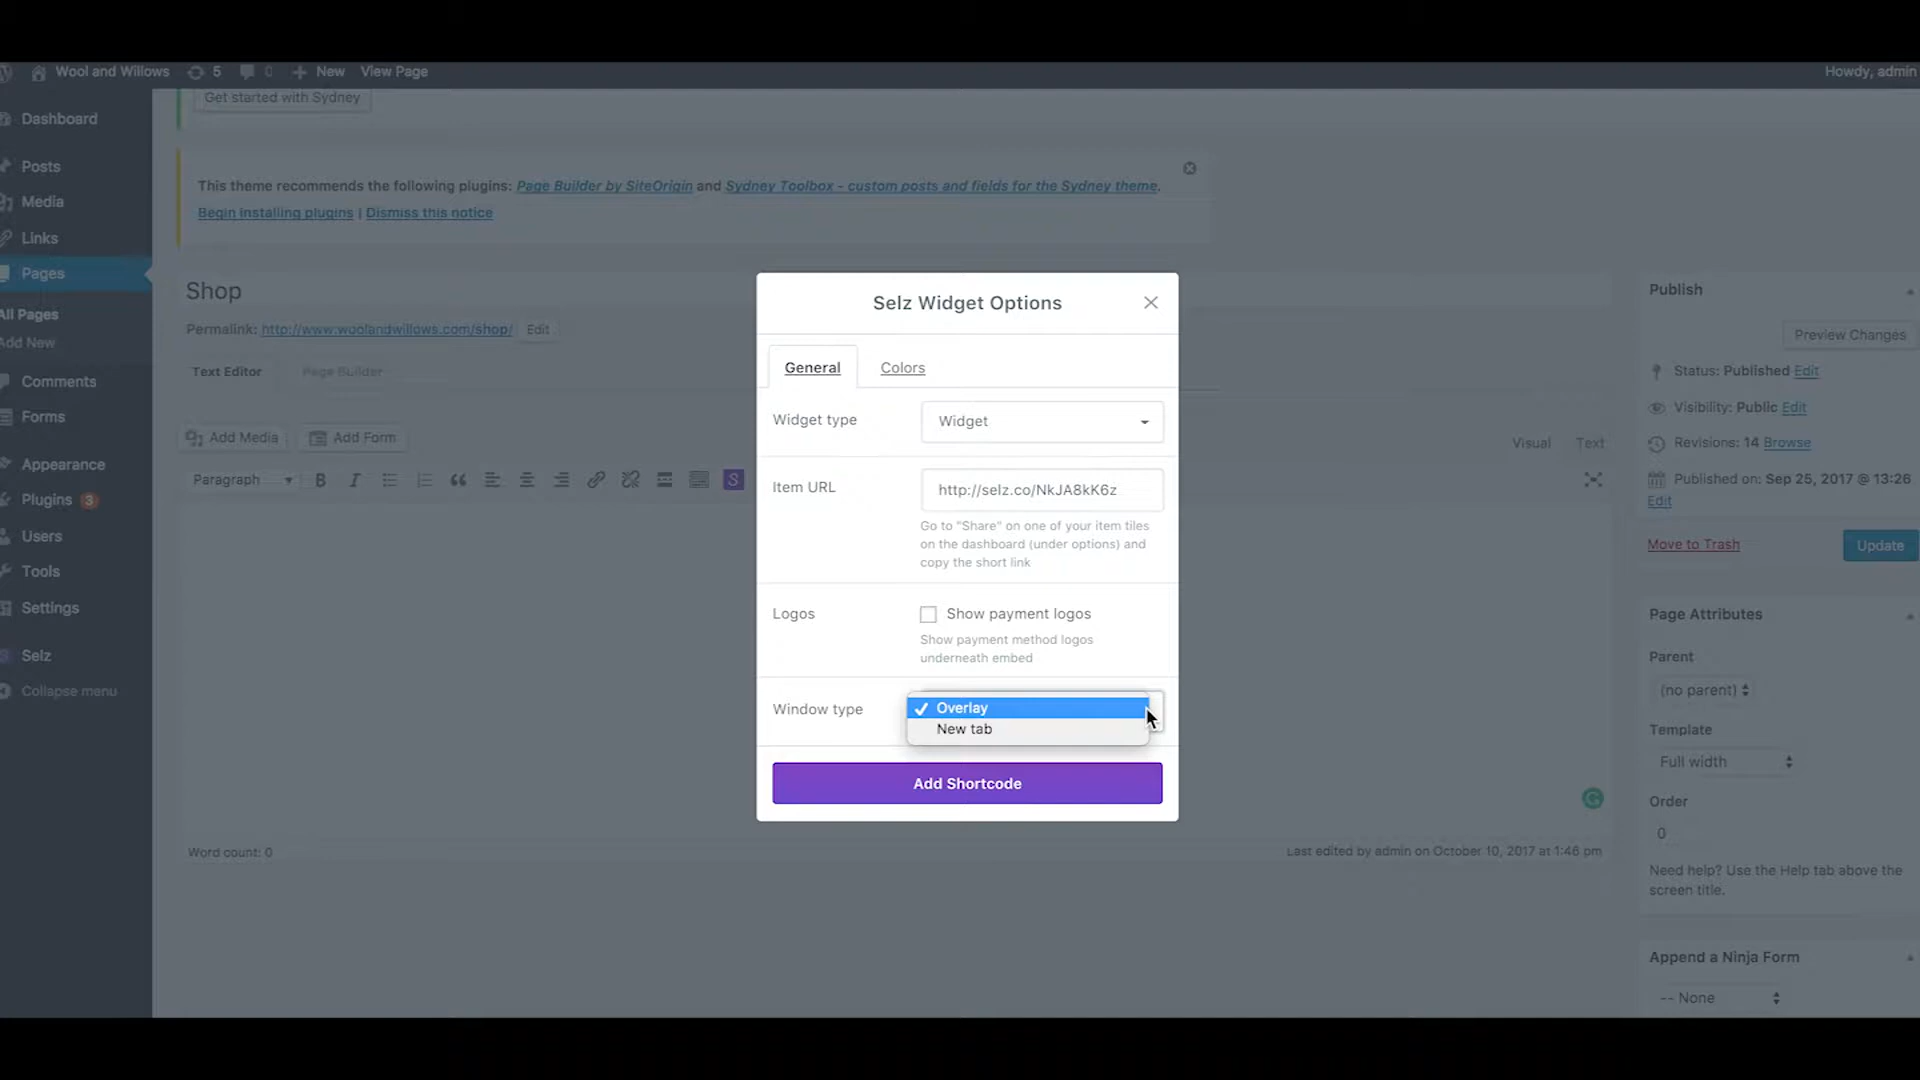 Wool and Willows 5 0 New View Page Howdy, admin
Get started with Sydney
Dashboard
Posts
Media
Links
Pages
All Pages
Add New
Comments
Forms
Appearance
Plugins 3
Users
Tools
Settings
Selz
Collapse menu
This theme recommends the following plugins: Page Builder by SiteOrigin and Sydney Toolbox - custom posts and fields for the Sydney theme.
Begin installing plugins | Dismiss this notice
Shop
Permalink: http://www.woolandwillows.com/shop/ Edit
Text Editor Page Builder
Add Media Add Form Visual Text
Paragraph B I S
Word count: 0 Last edited by admin on October 10, 2017 at 1:46 pm
Selz Widget Options
General Colors
Widget type Widget
Item URL http://selz.co/NkJA8kK6z
Go to "Share" on one of your item tiles
on the dashboard (under options) and
copy the short link
Logos Show payment logos
Show payment method logos
underneath embed
Window type Overlay
New tab
Add Shortcode
Publish
Preview Changes
Status: Published Edit
Visibility: Public Edit
Revisions: 14 Browse
Published on: Sep 25, 2017 @ 13:26
Edit
Move to Trash Update
Page Attributes
Parent
(no parent)
Template
Full width
Order
0
Need help? Use the Help tab above the
screen title.
Append a Ninja Form
-- None